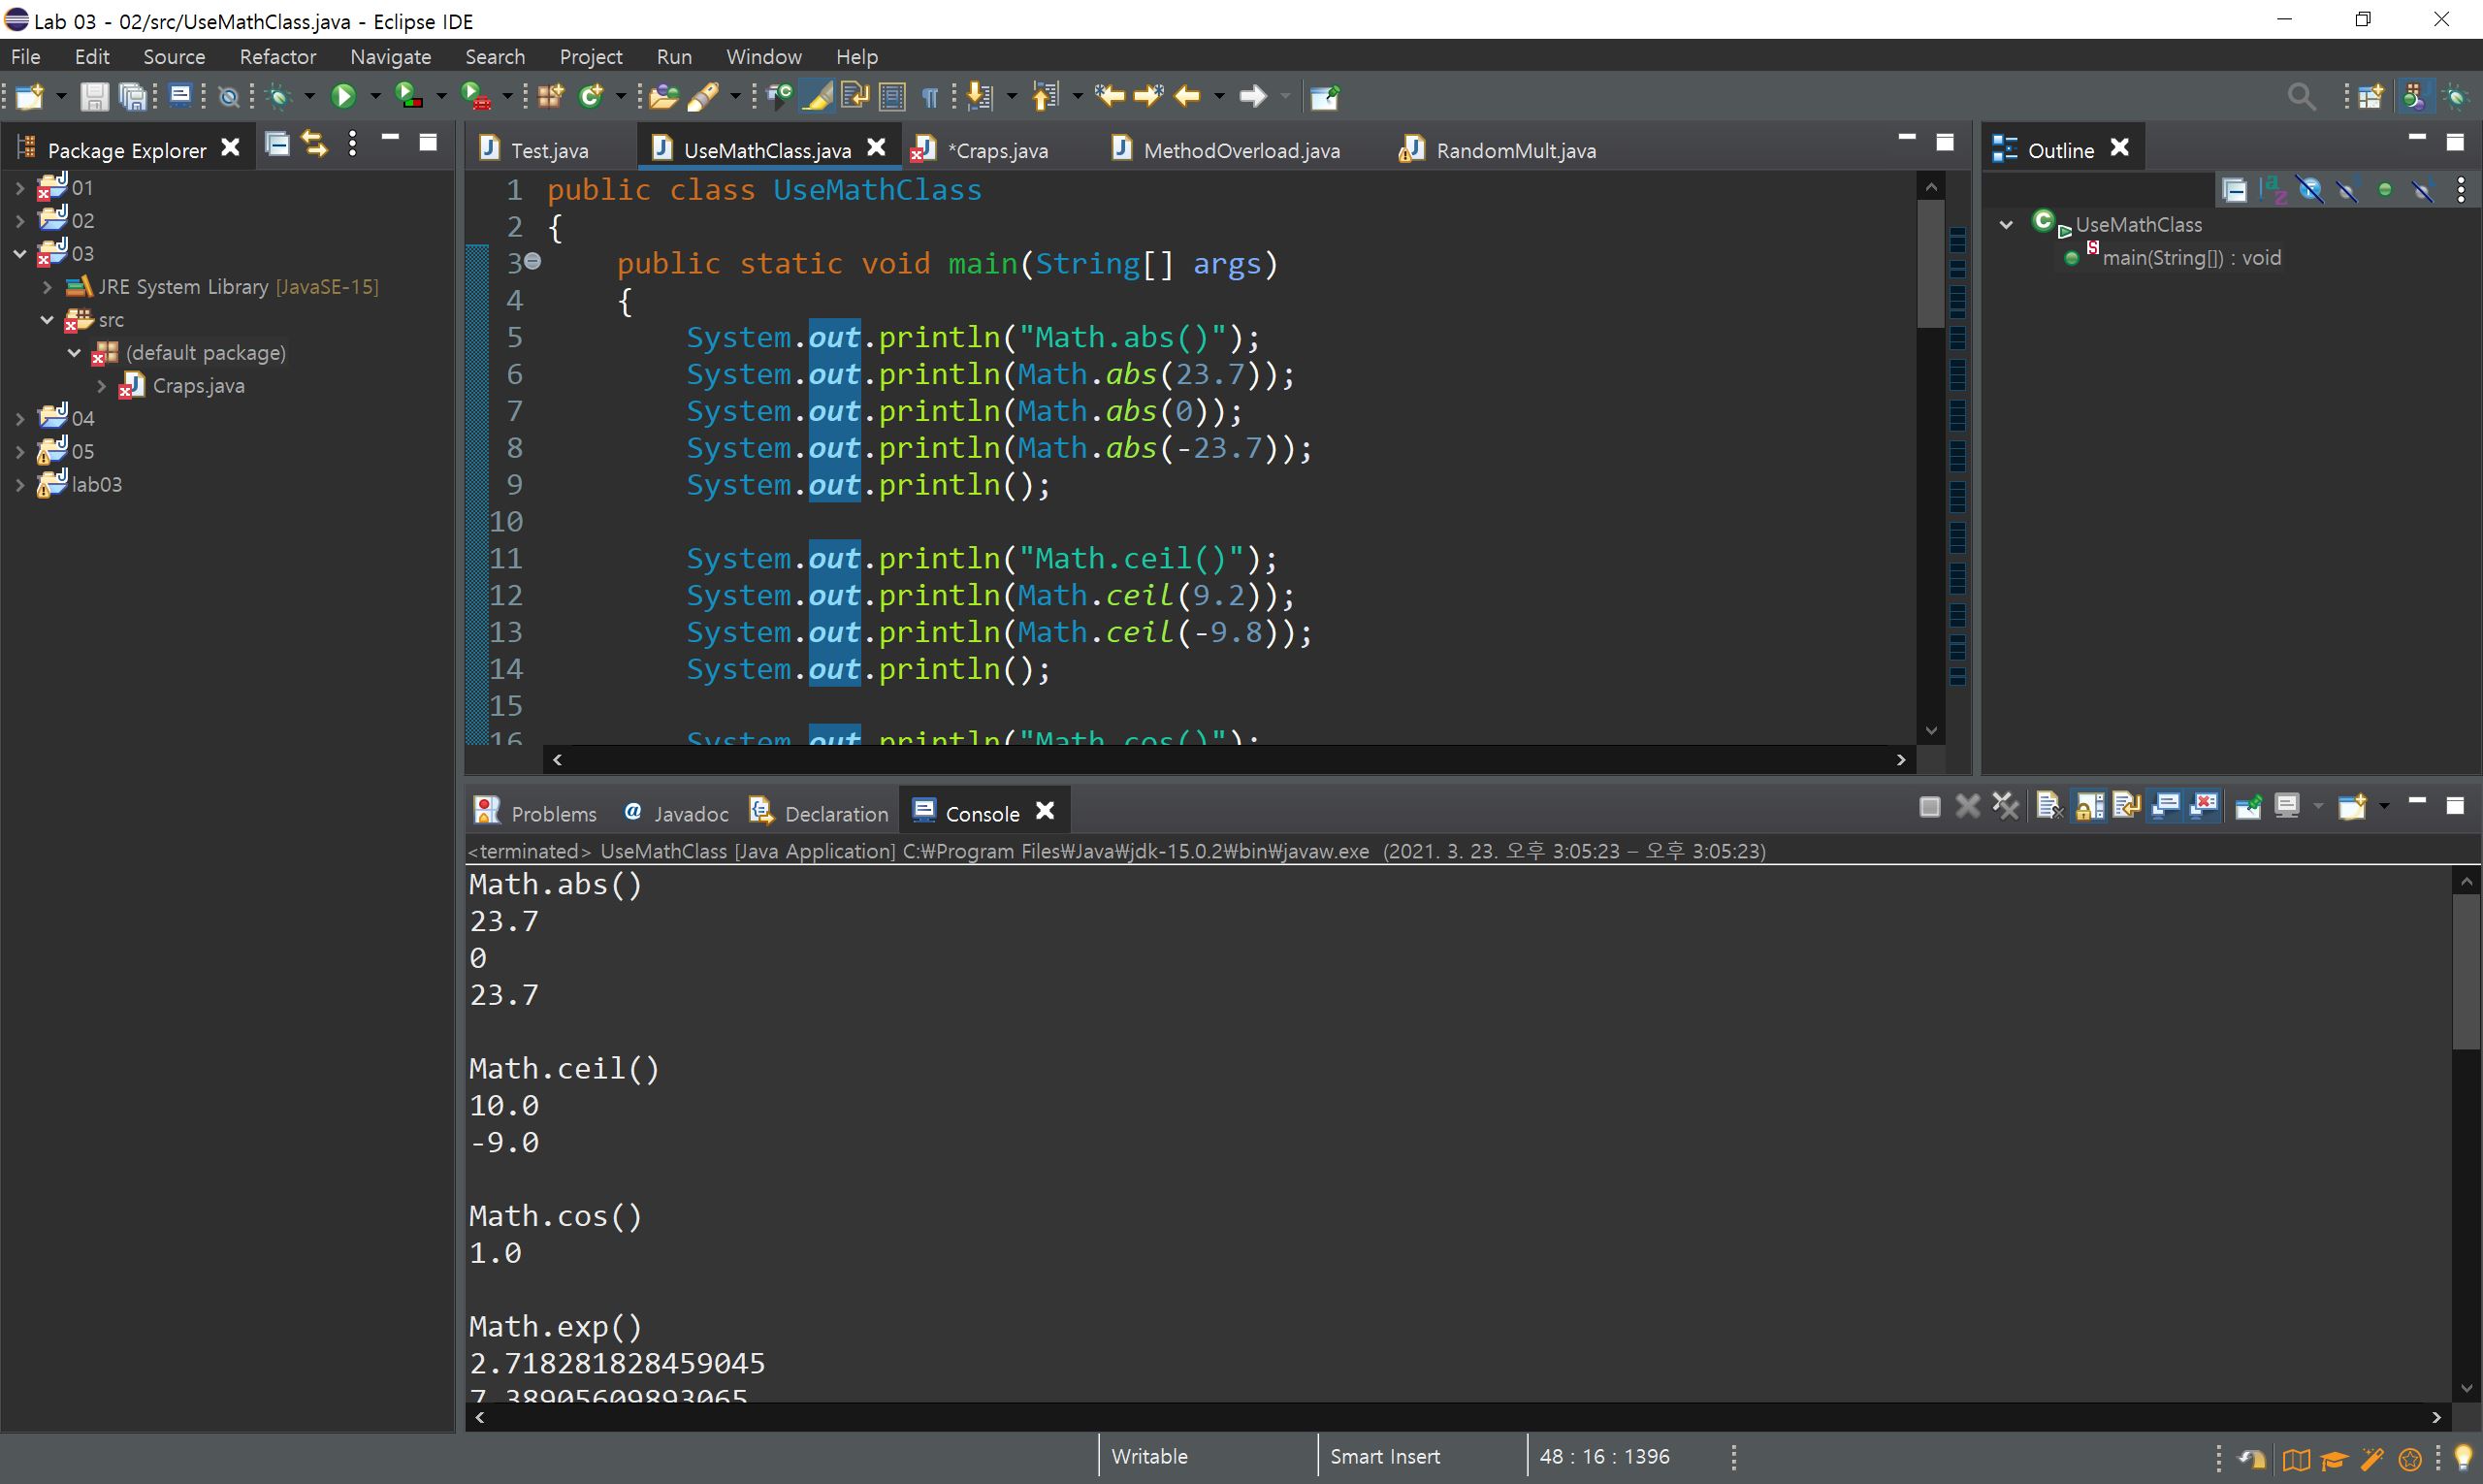 Lab 03 - 02/src/UseMathClass.java - Eclipse IDE
File Edit Source Refactor Navigate Search Project Run Window Help
Package Explorer
01
02
03
JRE System Library [JavaSE-15]
src
(default package)
Craps.java
04
05
lab03
Test.java UseMathClass.java *Craps.java MethodOverload.java RandomMult.java
1 public class UseMathClass
2 {
3 public static void main(String[] args)
4 {
5 System.out.println("Math.abs()");
6 System.out.println(Math.abs(23.7));
7 System.out.println(Math.abs(0));
8 System.out.println(Math.abs(-23.7));
9 System.out.println();
10
11 System.out.println("Math.ceil()");
12 System.out.println(Math.ceil(9.2));
13 System.out.println(Math.ceil(-9.8));
14 System.out.println();
15
16 System.out.println("Math.cos()");
Outline
UseMathClass
main(String[]) : void
Problems Javadoc Declaration Console
<terminated> UseMathClass [Java Application] C:₩Program Files₩Java₩jdk-15.0.2₩bin₩javaw.exe (2021. 3. 23. 오후 3:05:23 – 오후 3:05:23)
Math.abs()
23.7
0
23.7
Math.ceil()
10.0
-9.0
Math.cos()
1.0
Math.exp()
2.718281828459045
7.38905609893065
Writable Smart Insert 48 : 16 : 1396